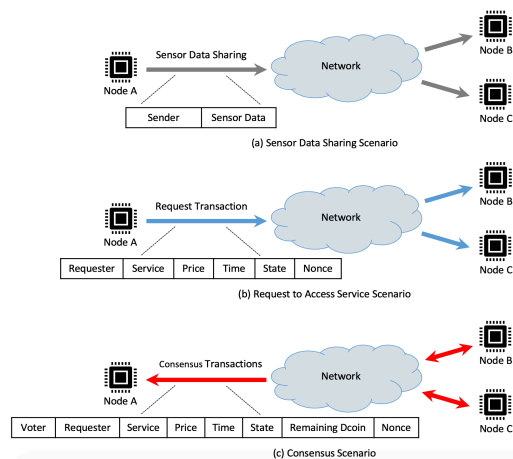 Node B
Sensor Data Sharing
Network
Node A
Node C
Sender Sensor Data
(a) Sensor Data Sharing Scenario
Node B
Request Transaction
Network
Node A
Node C
Requester Service Price Time State Nonce
(b) Request to Access Service Scenario
Node B
Consensus Transactions
Network
Node A
Node C
Voter Requester Service Price Time State Remaining Dcoin Nonce
(c) Consensus Scenario